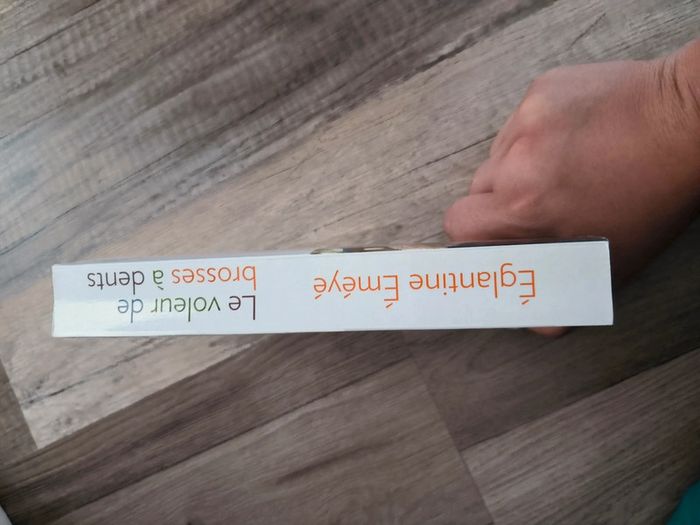 Églantine Éméyé
Le voleur de
brosses à dents